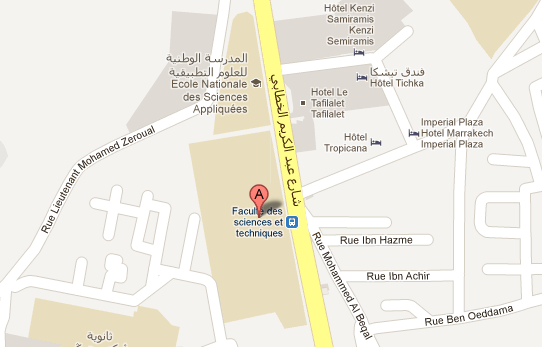 Hôtel Kenzi
Samiramis
Kenzi
Semiramis
المدرسة الوطنية
للعلوم التطبيقية
Ecole Nationale
des Sciences
Appliquées
فندق تيشكا
Hôtel Tichka
Hotel Le
Tafilalet
Tafilalet
Imperial Plaza
Hotel Marrakech
Imperial Plaza
Hôtel
Tropicana
شارع عبد الكريم الخطابي
Rue Lieutenant Mohamed Zeroual
A
Faculté des
sciences et
techniques
Rue Ibn Hazme
Rue Mohammed Al Beqal
Rue Ibn Achir
Rue Ben Oeddama
ثانوية